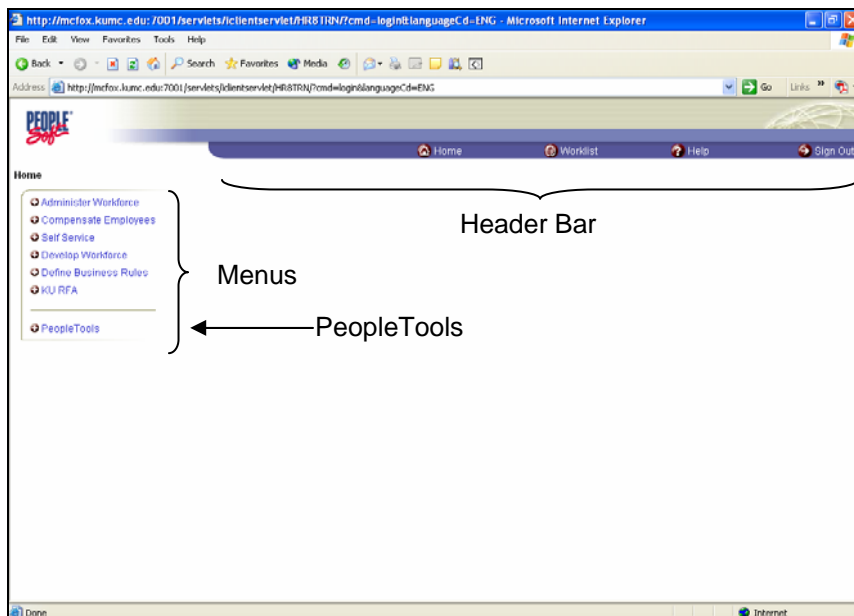 http://mcfox.kumc.edu:7001/servlets/iclientservlet/HR8TRN/?cmd=login&languageCd=ENG - Microsoft Internet Explorer
File Edit View Favorites Tools Help
Back Search Favorites Media
Address http://mcfox.kumc.edu:7001/servlets/iclientservlet/HR8TRN/?cmd=login&languageCd=ENG Go Links »
PEOPLE
Soft
Home Worklist Help Sign Out
Home
Administer Workforce
Compensate Employees
Self Service
Develop Workforce
Define Business Rules
KU RFA
PeopleTools
Header Bar
Menus
PeopleTools
Done Internet